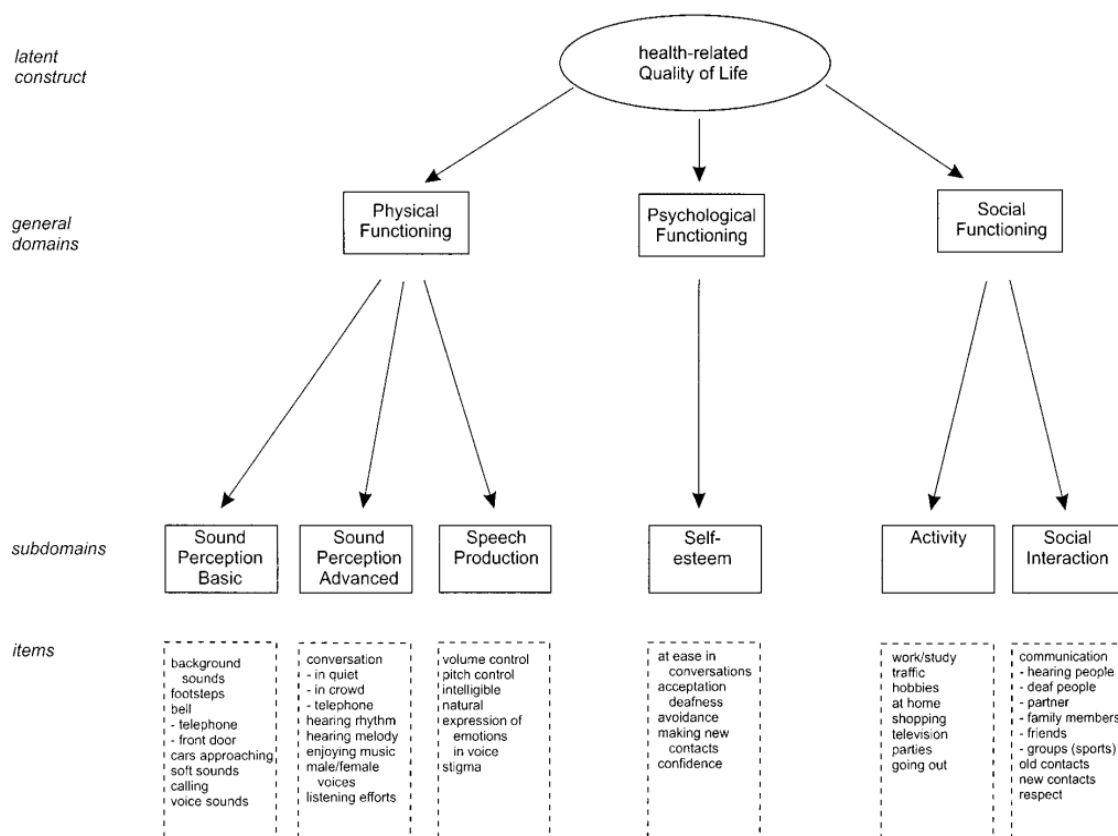 latent
construct
health-related
Quality of Life
general
domains
Physical
Functioning
Psychological
Functioning
Social
Functioning
subdomains
Sound
Perception
Basic
Sound
Perception
Advanced
Speech
Production
Self-
esteem
Activity
Social
Interaction
items
background
sounds
footsteps
bell
- telephone
- front door
cars approaching
soft sounds
calling
voice sounds
conversation
- in quiet
- in crowd
- telephone
hearing rhythm
hearing melody
enjoying music
male/female
voices
listening efforts
volume control
pitch control
intelligible
natural
expression of
emotions
in voice
stigma
at ease in
conversations
acceptation
deafness
avoidance
making new
contacts
confidence
work/study
traffic
hobbies
at home
shopping
television
parties
going out
communication
- hearing people
- deaf people
- partner
- family members
- friends
- groups (sports)
old contacts
new contacts
respect